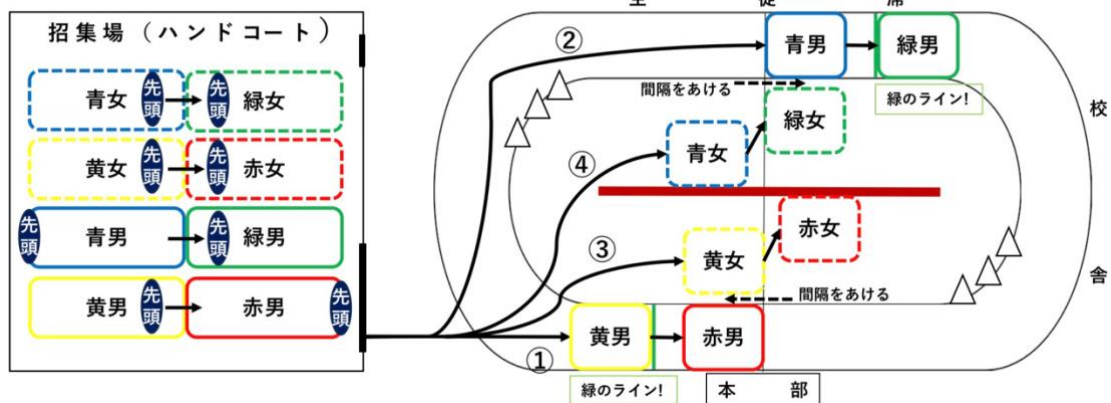 生徒席
招集場(ハンドコート)
青女
先頭
先頭
緑女
黄女
先頭
先頭
赤女
先頭
青男
先頭
緑男
黄男
先頭
赤男
先頭
②
青男
緑男
間隔をあける
緑のライン!
緑女
④
青女
赤女
③
黄女
間隔をあける
①
黄男
赤男
緑のライン!
本部
校舎